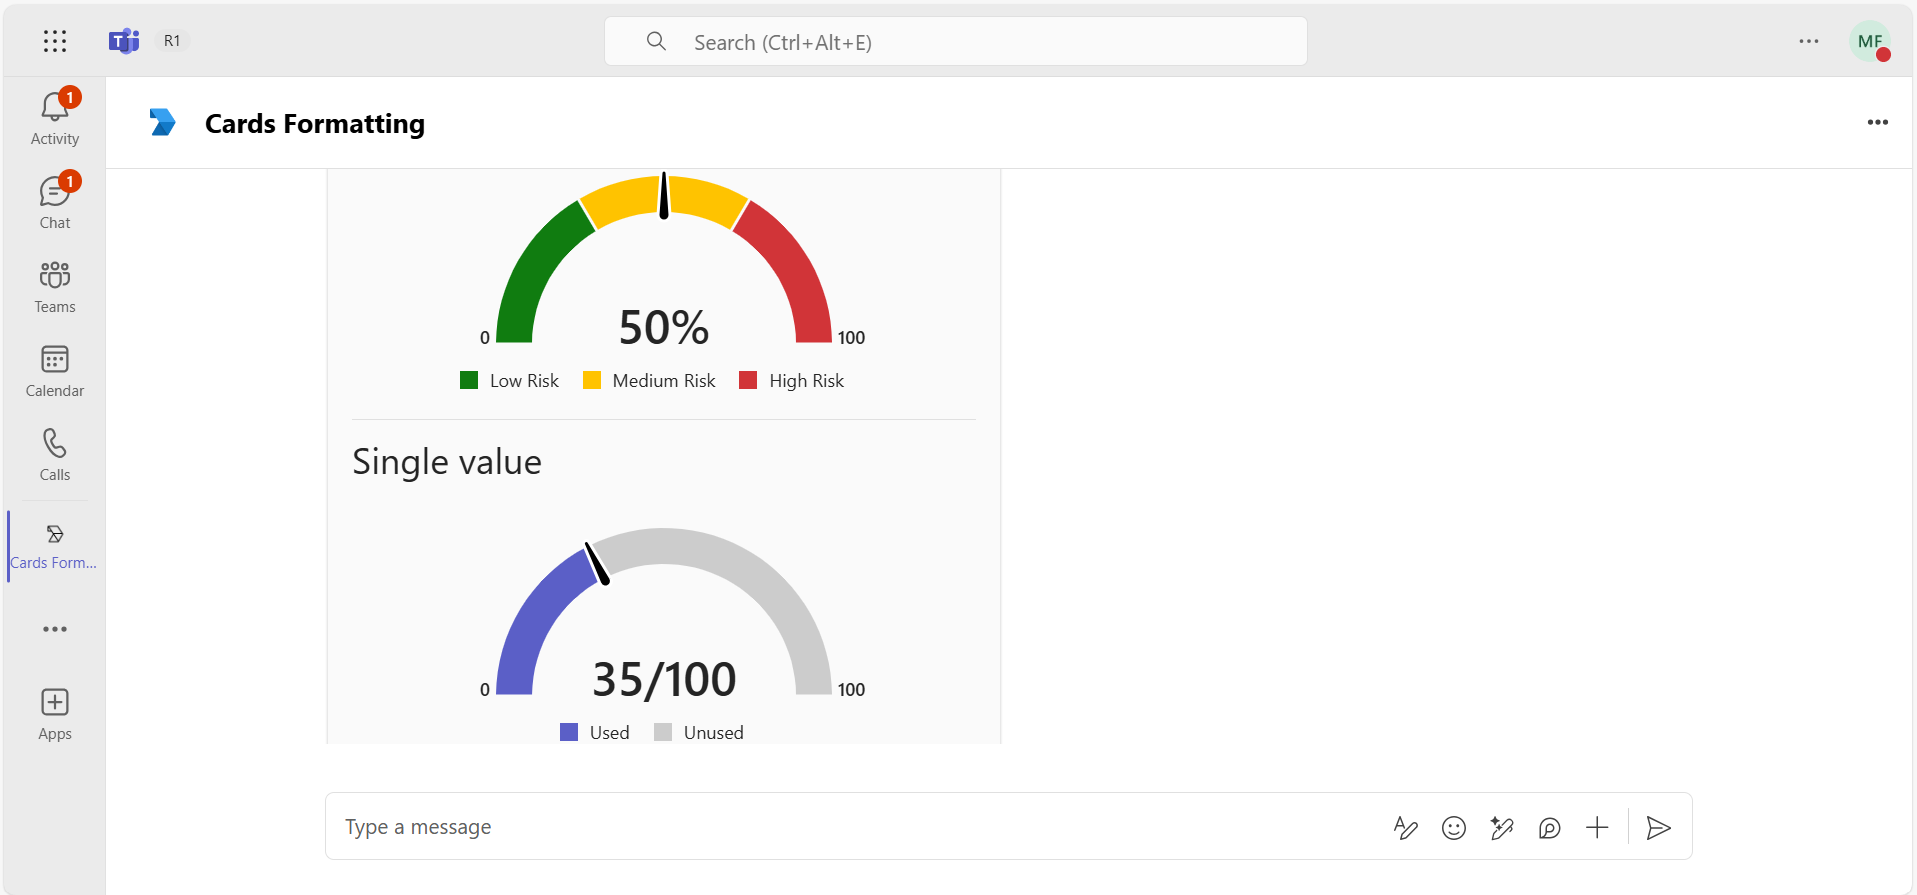 R1
Search (Ctrl+Alt+E)
MF
1
Activity
1
Chat
Teams
Calendar
Calls
Cards Form...
Apps
Cards Formatting
50%
0
100
Low Risk
Medium Risk
High Risk
Single value
35/100
0
100
Used
Unused
Type a message